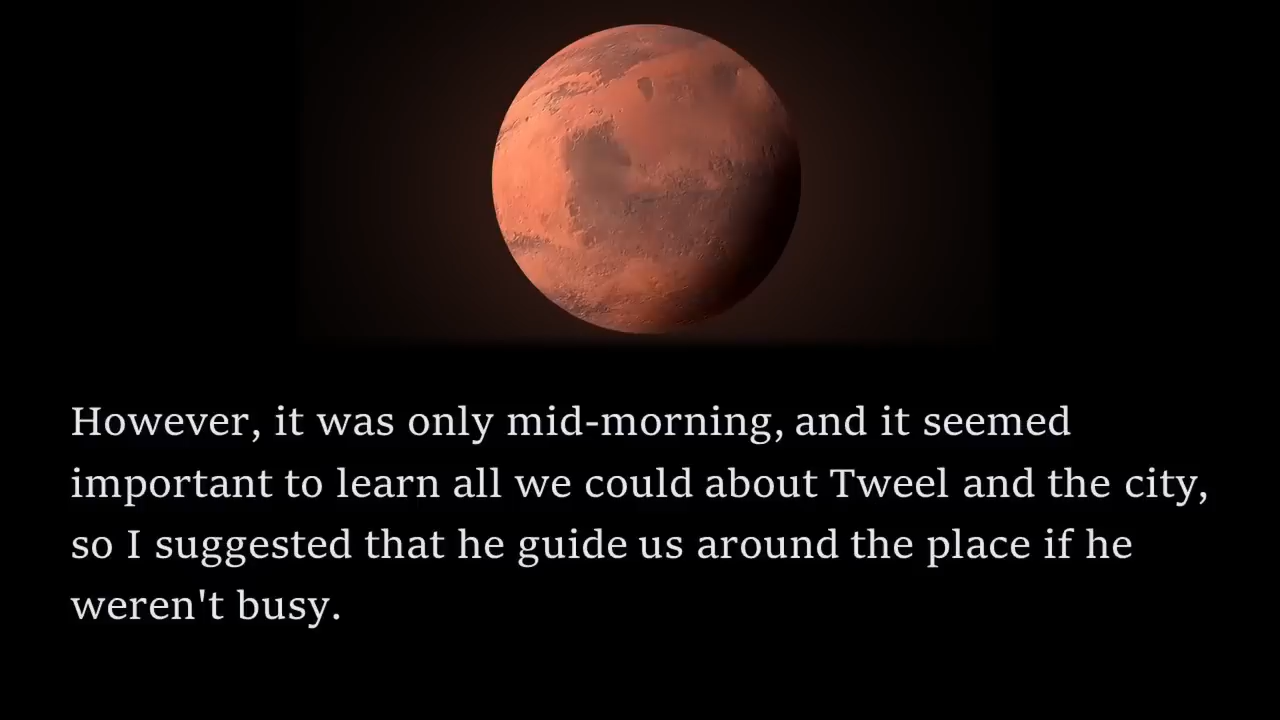 However, it was only mid-morning, and it seemed
important to learn all we could about Tweel and the city,
so I suggested that he guide us around the place if he
weren't busy.